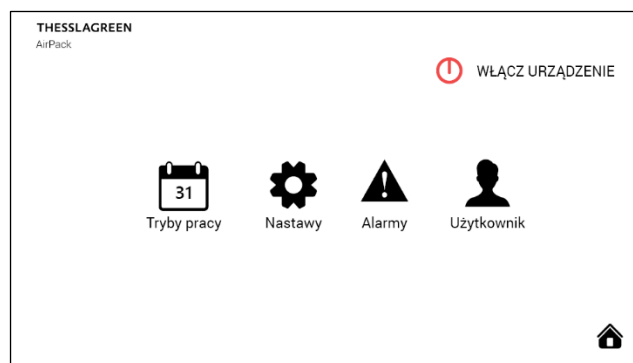 THESSLAGREEN
AirPack
WŁĄCZ URZĄDZENIE
31
Tryby pracy
Nastawy
Alarmy
Użytkownik